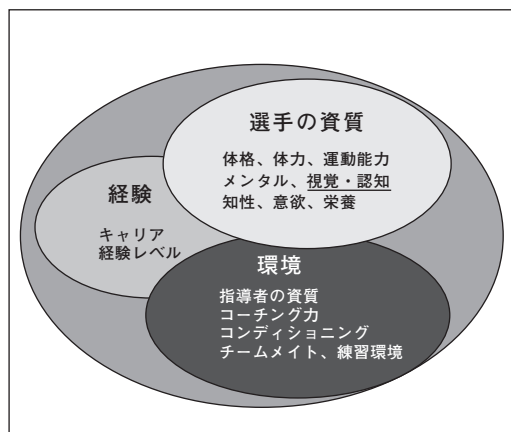 選手の資質
体格、体力、運動能力
メンタル、視覚・認知
知性、意欲、栄養
経験
キャリア
経験レベル
環境
指導者の資質
コーチング力
コンディショニング
チームメイト、練習環境